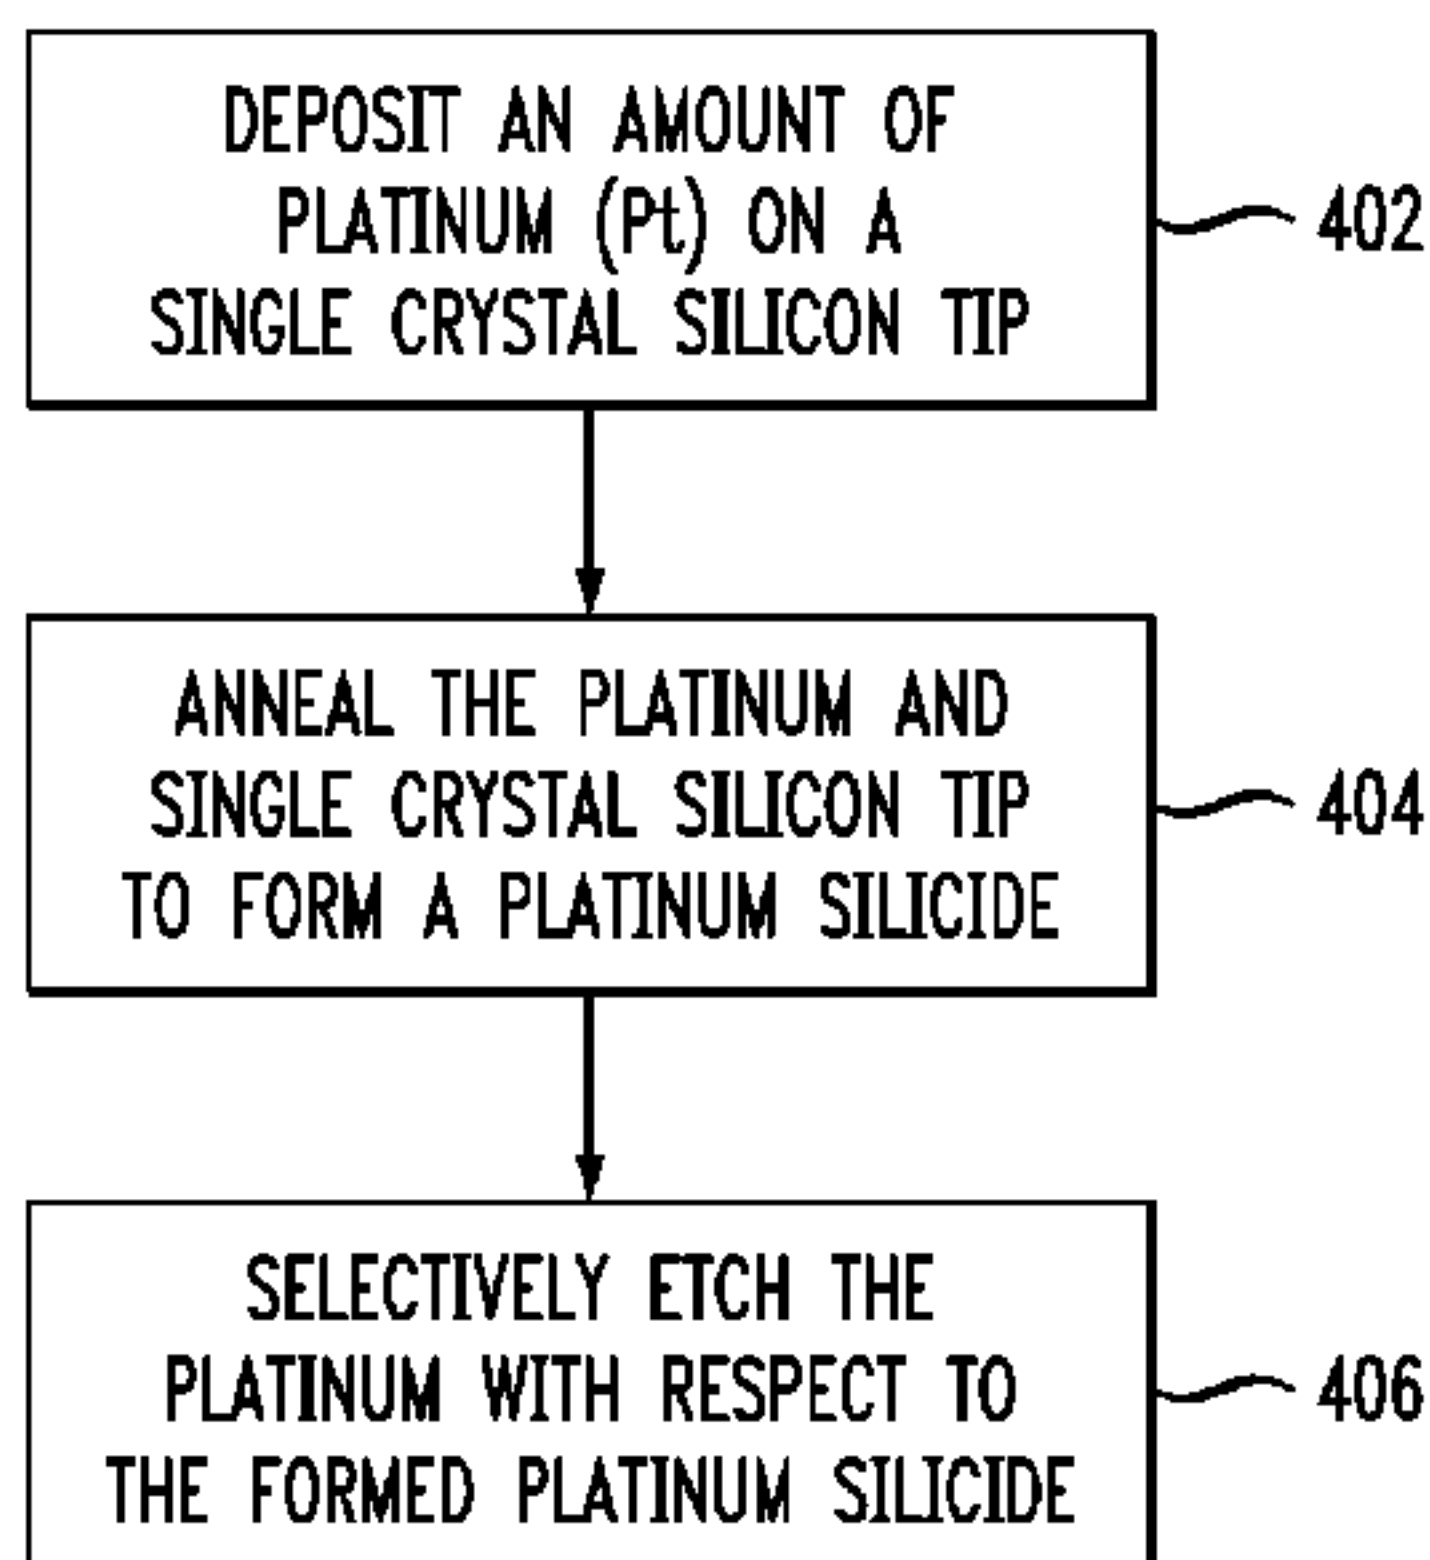 DEPOSIT AN AMOUNT OF
PLATINUM (Pt) ON A
SINGLE CRYSTAL SILICON TIP
402
ANNEAL THE PLATINUM AND
SINGLE CRYSTAL SILICON TIP
TO FORM A PLATINUM SILICIDE
404
SELECTIVELY ETCH THE
PLATINUM WITH RESPECT TO
THE FORMED PLATINUM SILICIDE
406